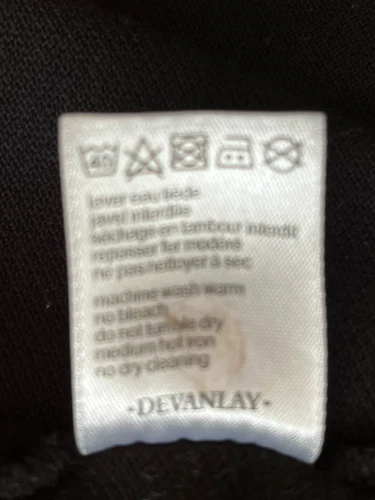 40
laver eau tiède
javel interdite
séchage en tambour interdit
repasser fer modéré
ne pas nettoyer à sec
machine wash warm
no bleach
do not tumble dry
medium hot iron
no dry cleaning
-DEVANLAY-